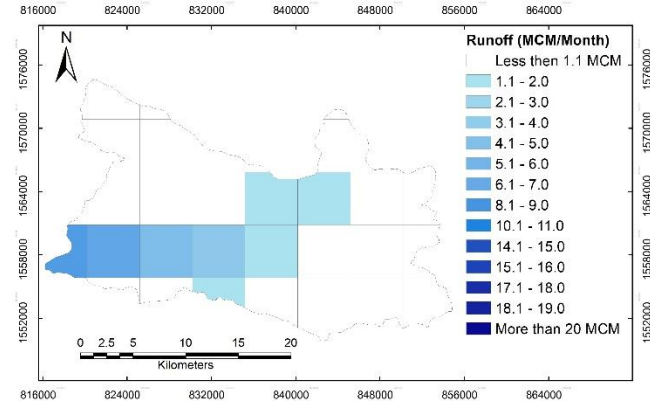 816000 824000 832000 840000 848000 856000 864000
N
Runoff (MCM/Month)
Less then 1.1 MCM
1.1 - 2.0
2.1 - 3.0
3.1 - 4.0
4.1 - 5.0
5.1 - 6.0
6.1 - 7.0
8.1 - 9.0
10.1 - 11.0
14.1 - 15.0
15.1 - 16.0
17.1 - 18.0
18.1 - 19.0
More than 20 MCM
1576000
1570000
1564000
1558000
1552000
1576000
1570000
1564000
1558000
1552000
0 2.5 5 10 15 20
Kilometers
816000 824000 832000 840000 848000 856000 864000